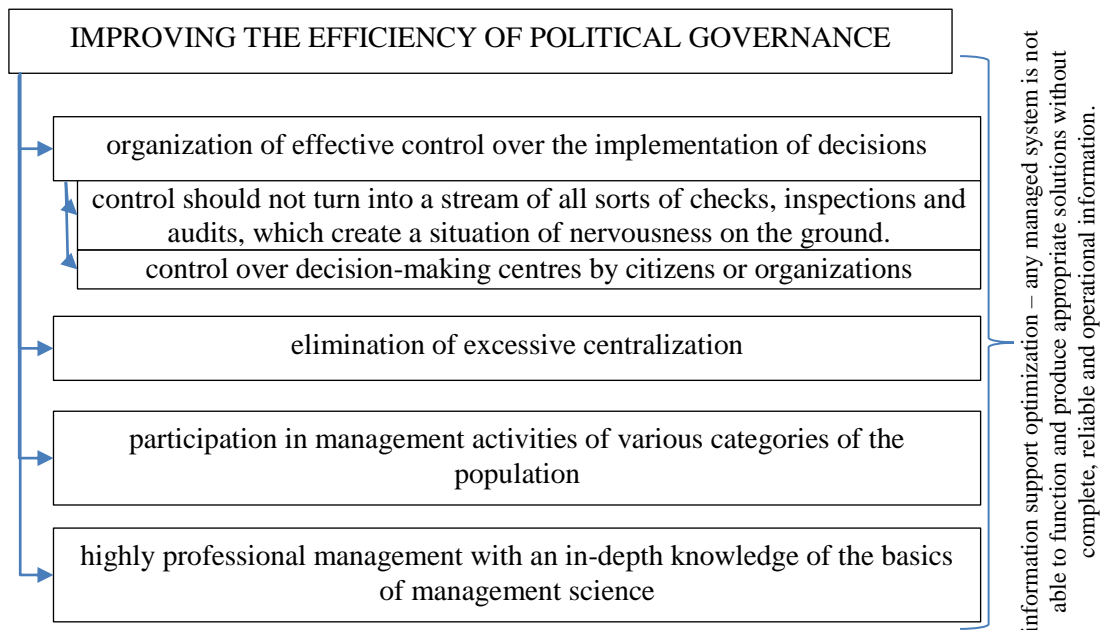 IMPROVING THE EFFICIENCY OF POLITICAL GOVERNANCE
organization of effective control over the implementation of decisions
control should not turn into a stream of all sorts of checks, inspections and
audits, which create a situation of nervousness on the ground.
control over decision-making centres by citizens or organizations
elimination of excessive centralization
participation in management activities of various categories of the
population
highly professional management with an in-depth knowledge of the basics
of management science
information support optimization – any managed system is not
able to function and produce appropriate solutions without
complete, reliable and operational information.